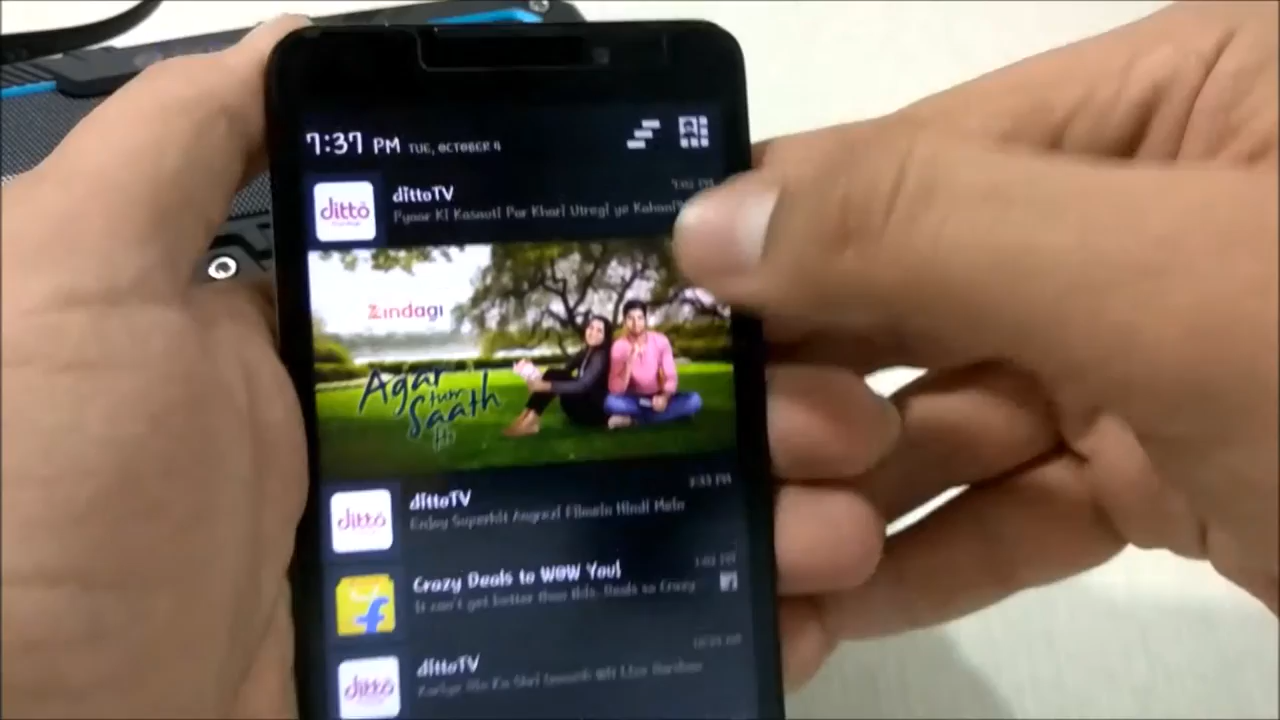 7:37 PM TUE, OCTOBER 4
ditto
dittoTV
Pyaar Ki Kasauti Par Khari Utregi ye Kahani?
Zindagi
Agar
tum
Saath
Ho
ditto
dittoTV
Enjoy Superhit Angrezi Filmein Hindi Mein
Crazy Deals to WOW You!
It can't get better than this. Deals so Crazy
f
ditto
dittoTV